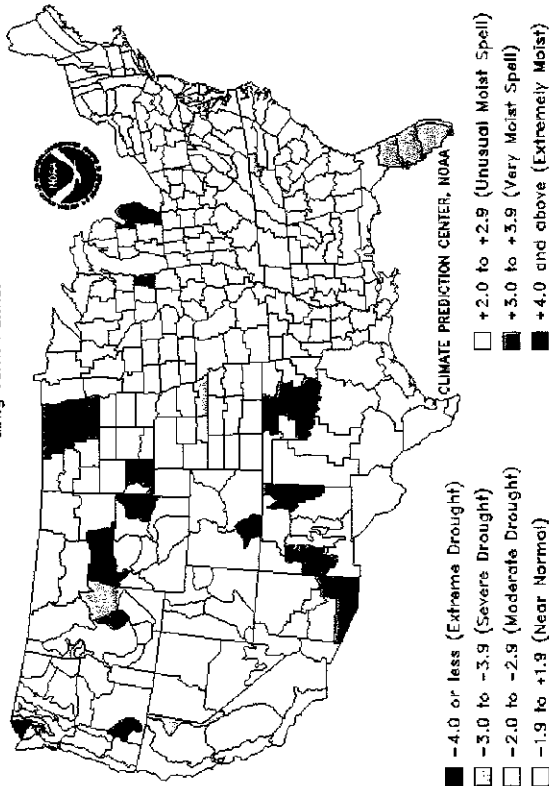 CLIMATE PREDICTION CENTER, NOAA
-4.0 or less (Extreme Drought)
-3.0 to -3.9 (Severe Drought)
-2.0 to -2.9 (Moderate Drought)
-1.9 to +1.9 (Near Normal)
+2.0 to +2.9 (Unusual Moist Spell)
+3.0 to +3.9 (Very Moist Spell)
+4.0 and above (Extremely Moist)